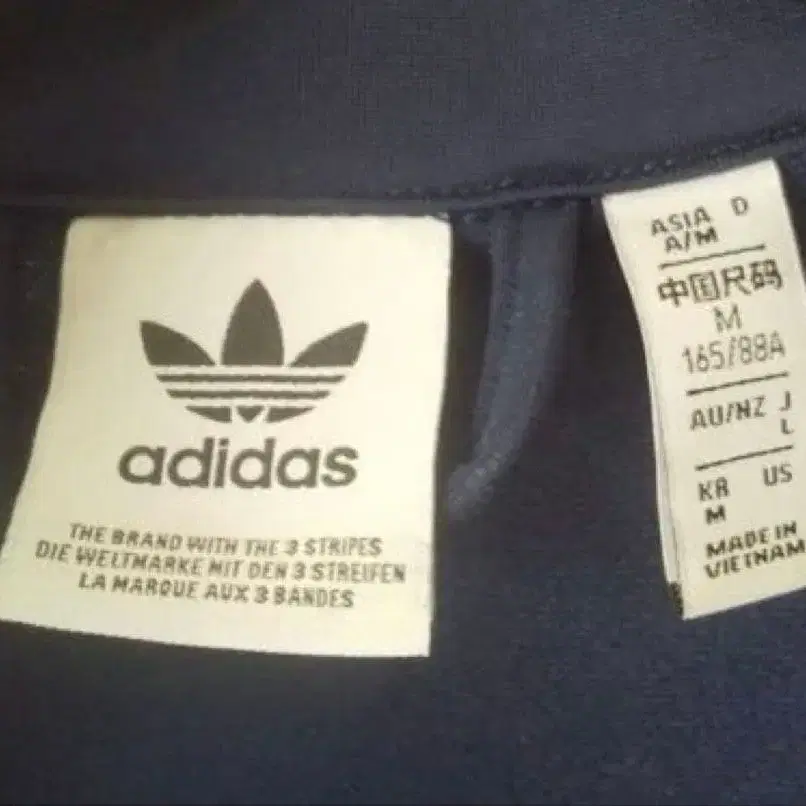 adidas
THE BRAND WITH THE 3 STRIPES
DIE WELTMARKE MIT DEN 3 STREIFEN
LA MARQUE AUX 3 BANDES
ASIA D
A/M
中国尺码
M
165/88A
AU/NZ J
L
KR US
M
MADE IN
VIETNAM